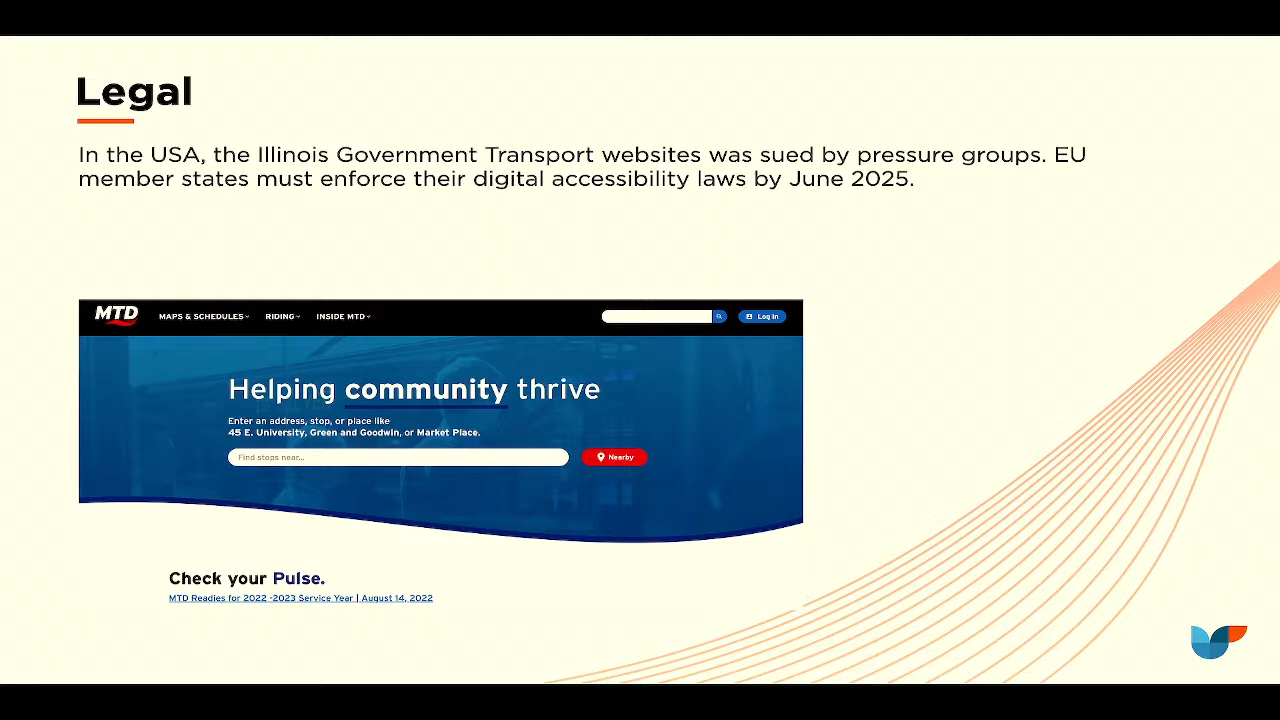 Legal
In the USA, the Illinois Government Transport websites was sued by pressure groups. EU
member states must enforce their digital accessibility laws by June 2025.
MTD MAPS & SCHEDULES RIDING INSIDE MTD Log In
Helping community thrive
Enter an address, stop, or place like
45 E. University, Green and Goodwin, or Market Place.
Find stops near... Nearby
Check your Pulse.
MTD Readies for 2022 -2023 Service Year | August 14, 2022